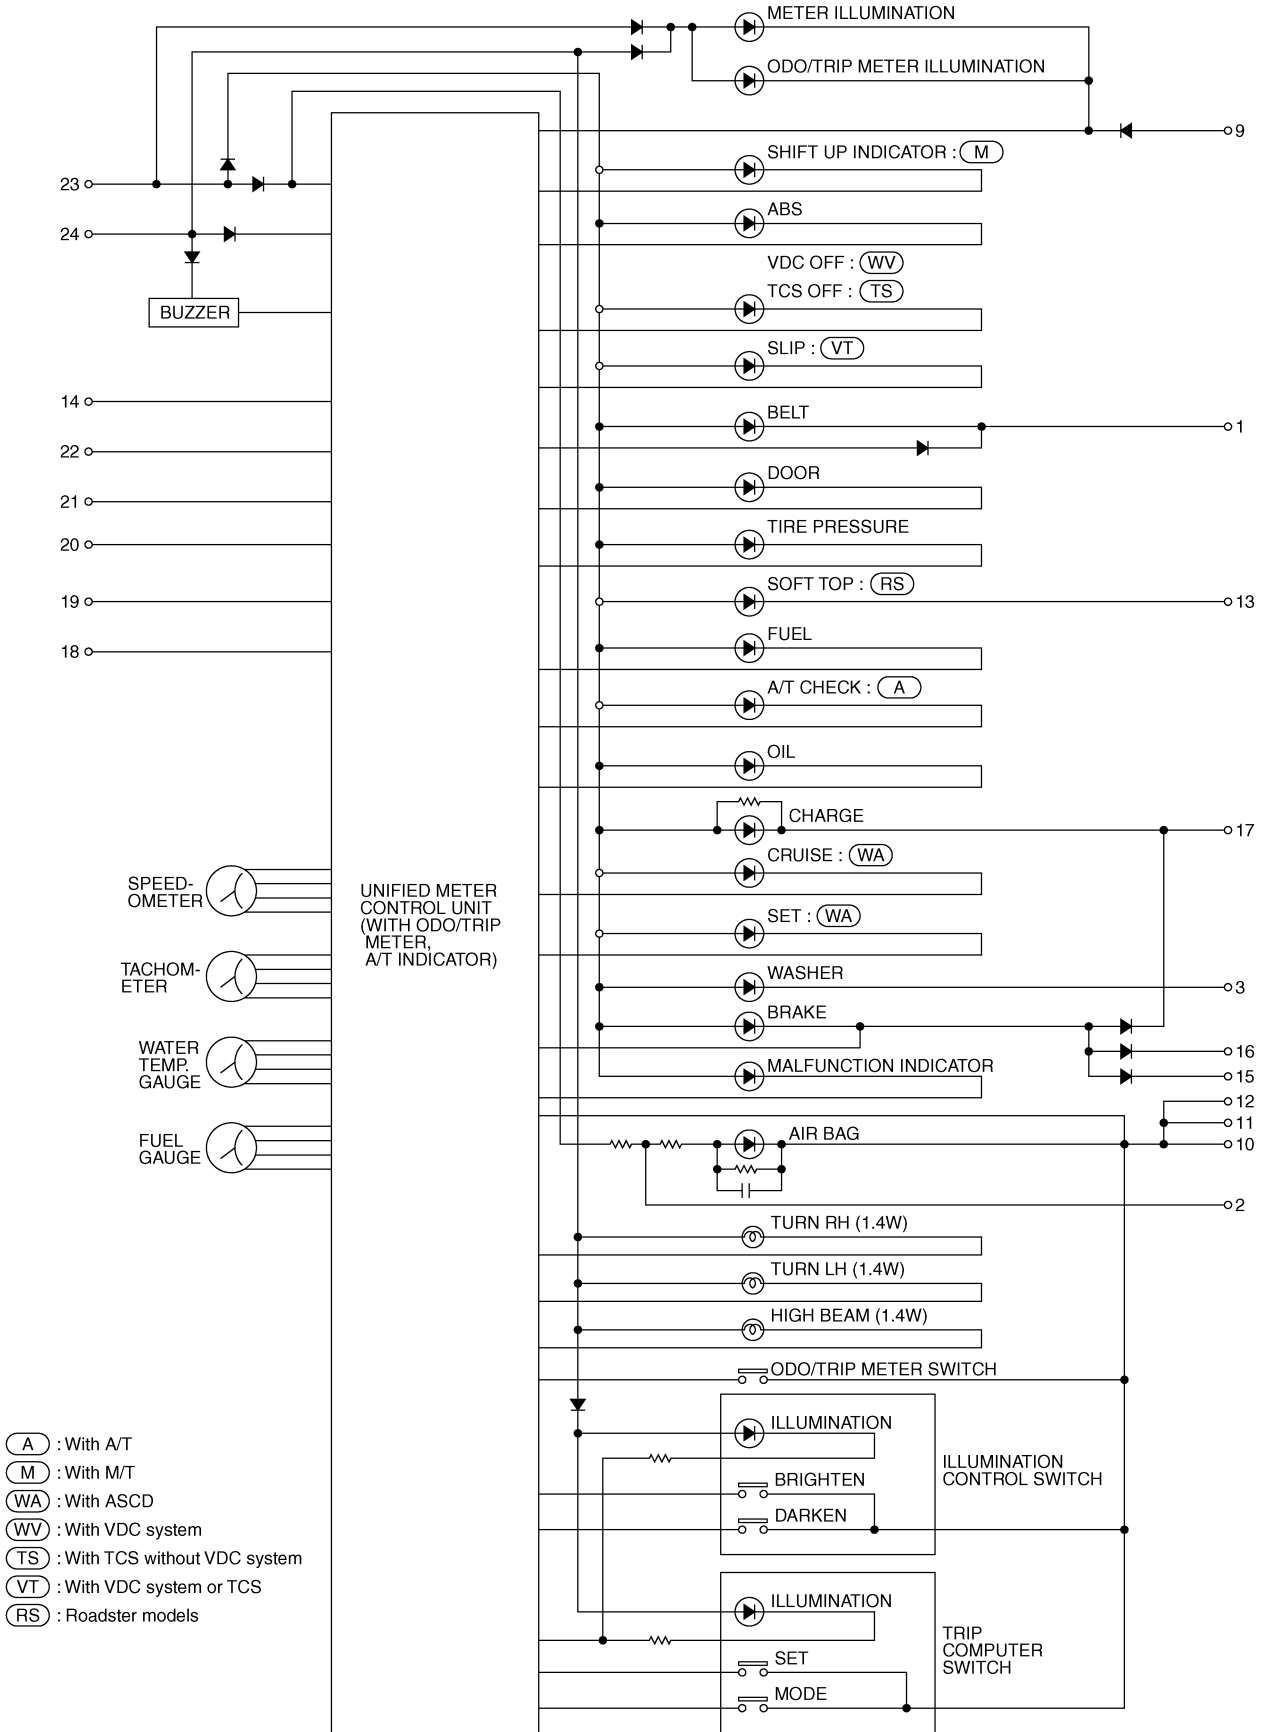 METER ILLUMINATION
ODO/TRIP METER ILLUMINATION
9
SHIFT UP INDICATOR : M
23
ABS
24
VDC OFF : WV
TCS OFF : TS
BUZZER
SLIP : VT
14
BELT
1
22
DOOR
21
TIRE PRESSURE
20
SOFT TOP : RS
19
13
FUEL
18
A/T CHECK : A
OIL
CHARGE
17
CRUISE : WA
SPEED-
OMETER
UNIFIED METER
CONTROL UNIT
(WITH ODO/TRIP
METER,
A/T INDICATOR)
SET : WA
TACHOM-
ETER
WASHER
3
BRAKE
WATER
TEMP.
GAUGE
16
MALFUNCTION INDICATOR
15
12
11
FUEL
GAUGE
AIR BAG
10
2
TURN RH (1.4W)
TURN LH (1.4W)
HIGH BEAM (1.4W)
ODO/TRIP METER SWITCH
ILLUMINATION
BRIGHTEN
DARKEN
ILLUMINATION
CONTROL SWITCH
A : With A/T
M : With M/T
WA : With ASCD
WV : With VDC system
TS : With TCS without VDC system
VT : With VDC system or TCS
RS : Roadster models
ILLUMINATION
SET
MODE
TRIP
COMPUTER
SWITCH